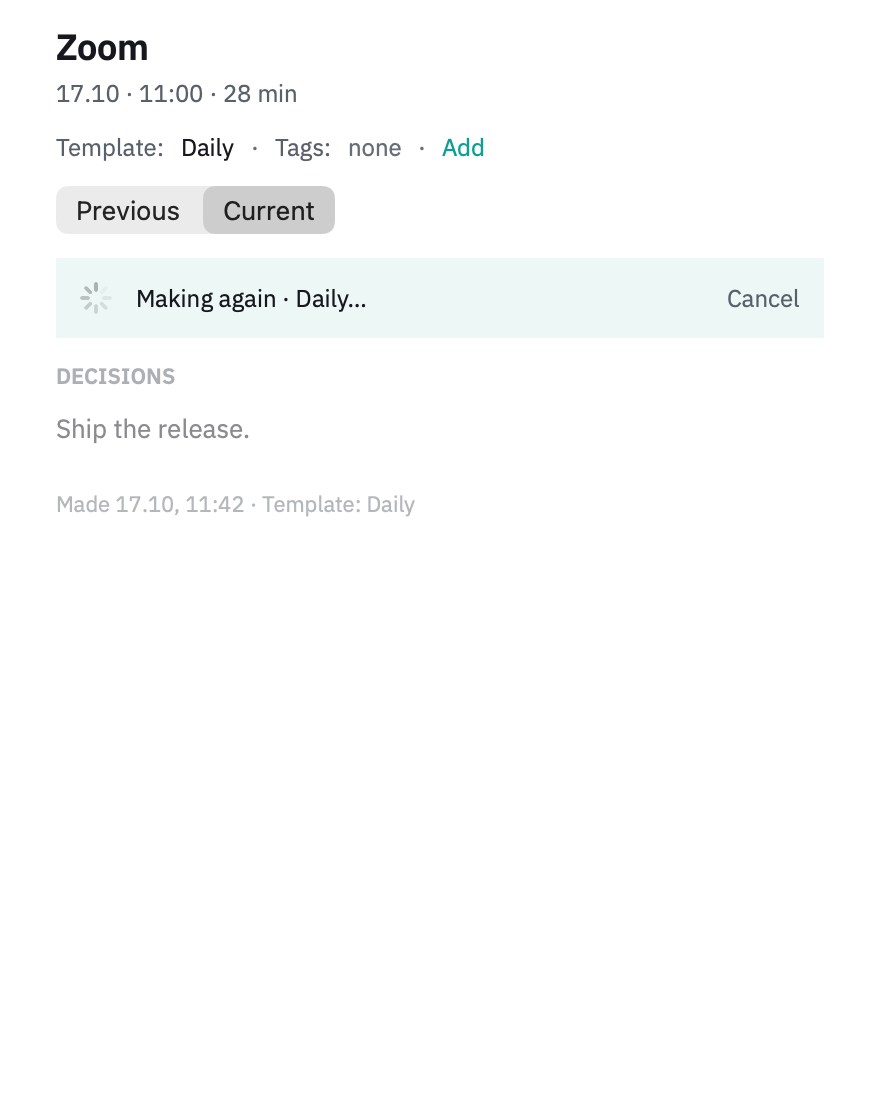 Zoom
17.10 · 11:00 · 28 min
Template: Daily · Tags: none · Add
Previous Current
Making again · Daily... Cancel
DECISIONS
Ship the release.
Made 17.10, 11:42 · Template: Daily